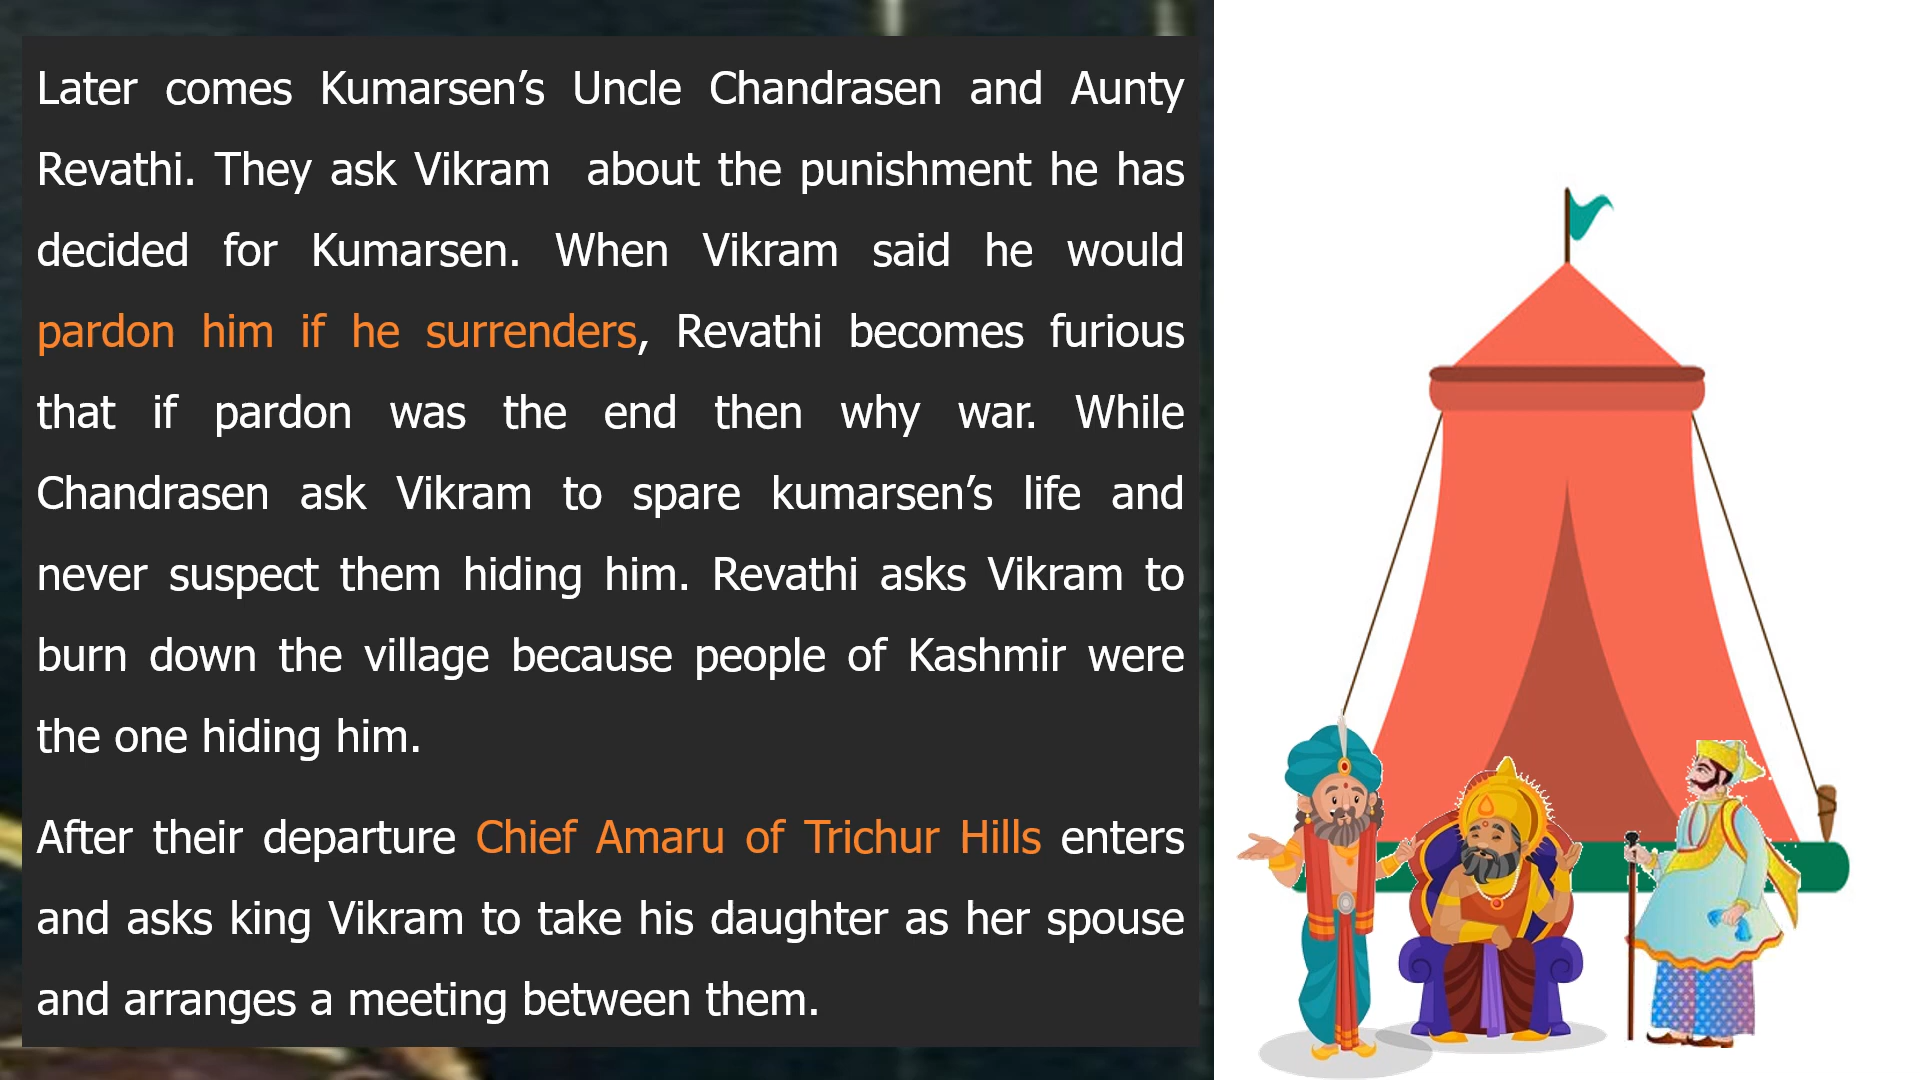 Later comes Kumarsen’s Uncle Chandrasen and Aunty
Revathi. They ask Vikram  about the punishment he has
decided for Kumarsen. When Vikram said he would
pardon him if he surrenders, Revathi becomes furious
that if pardon was the end then why war. While
Chandrasen ask Vikram to spare kumarsen’s life and
never suspect them hiding him. Revathi asks Vikram to
burn down the village because people of Kashmir were
the one hiding him.
After their departure Chief Amaru of Trichur Hills enters
and asks king Vikram to take his daughter as her spouse
and arranges a meeting between them.